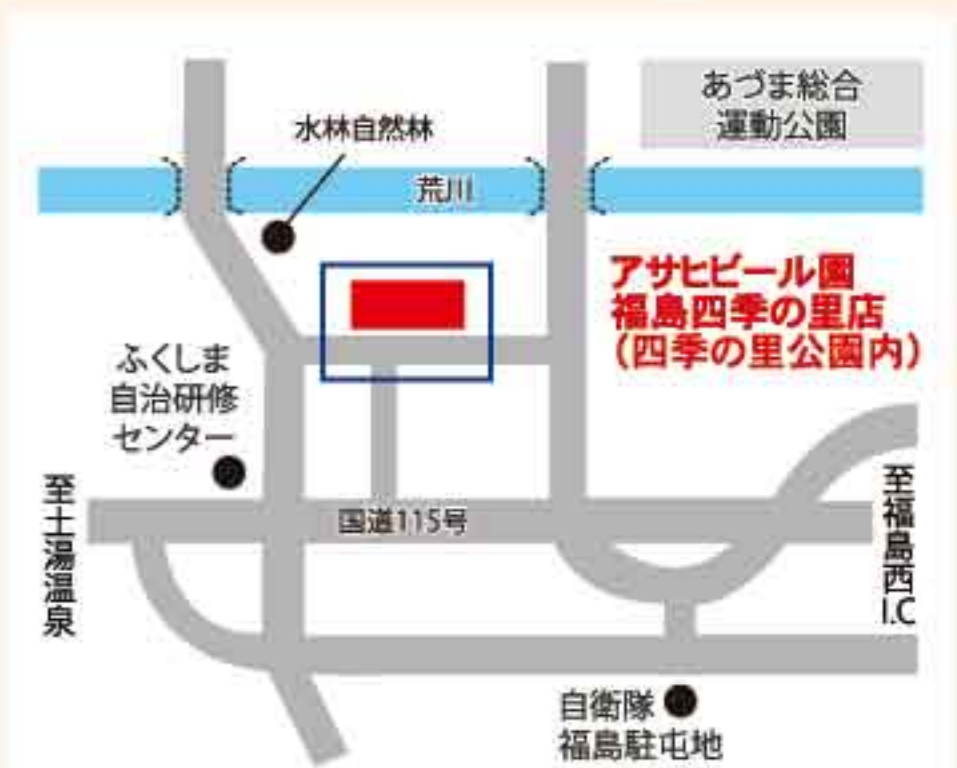 あづま総合
運動公園
水林自然林
荒川
アサヒビール園
福島四季の里店
(四季の里公園内)
ふくしま
自治研修
センター
至土湯温泉
国道115号
至福島西I.C
自衛隊
福島駐屯地